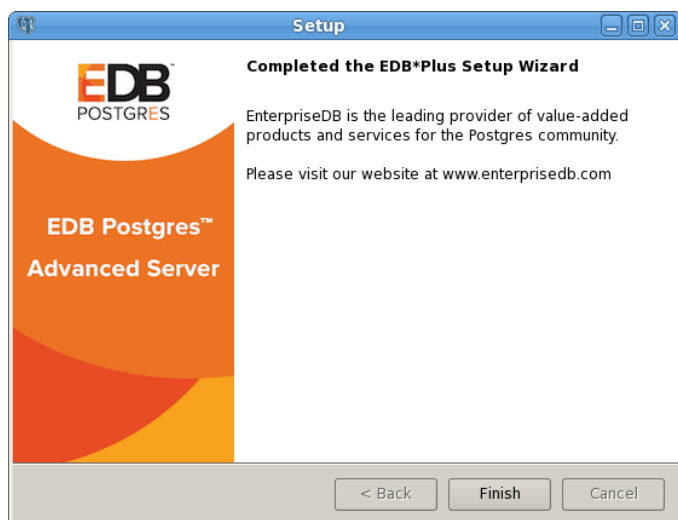 Setup
EDB
POSTGRES
EDB Postgres™
Advanced Server
Completed the EDB*Plus Setup Wizard
EnterpriseDB is the leading provider of value-added
products and services for the Postgres community.
Please visit our website at www.enterprisedb.com
< Back
Finish
Cancel